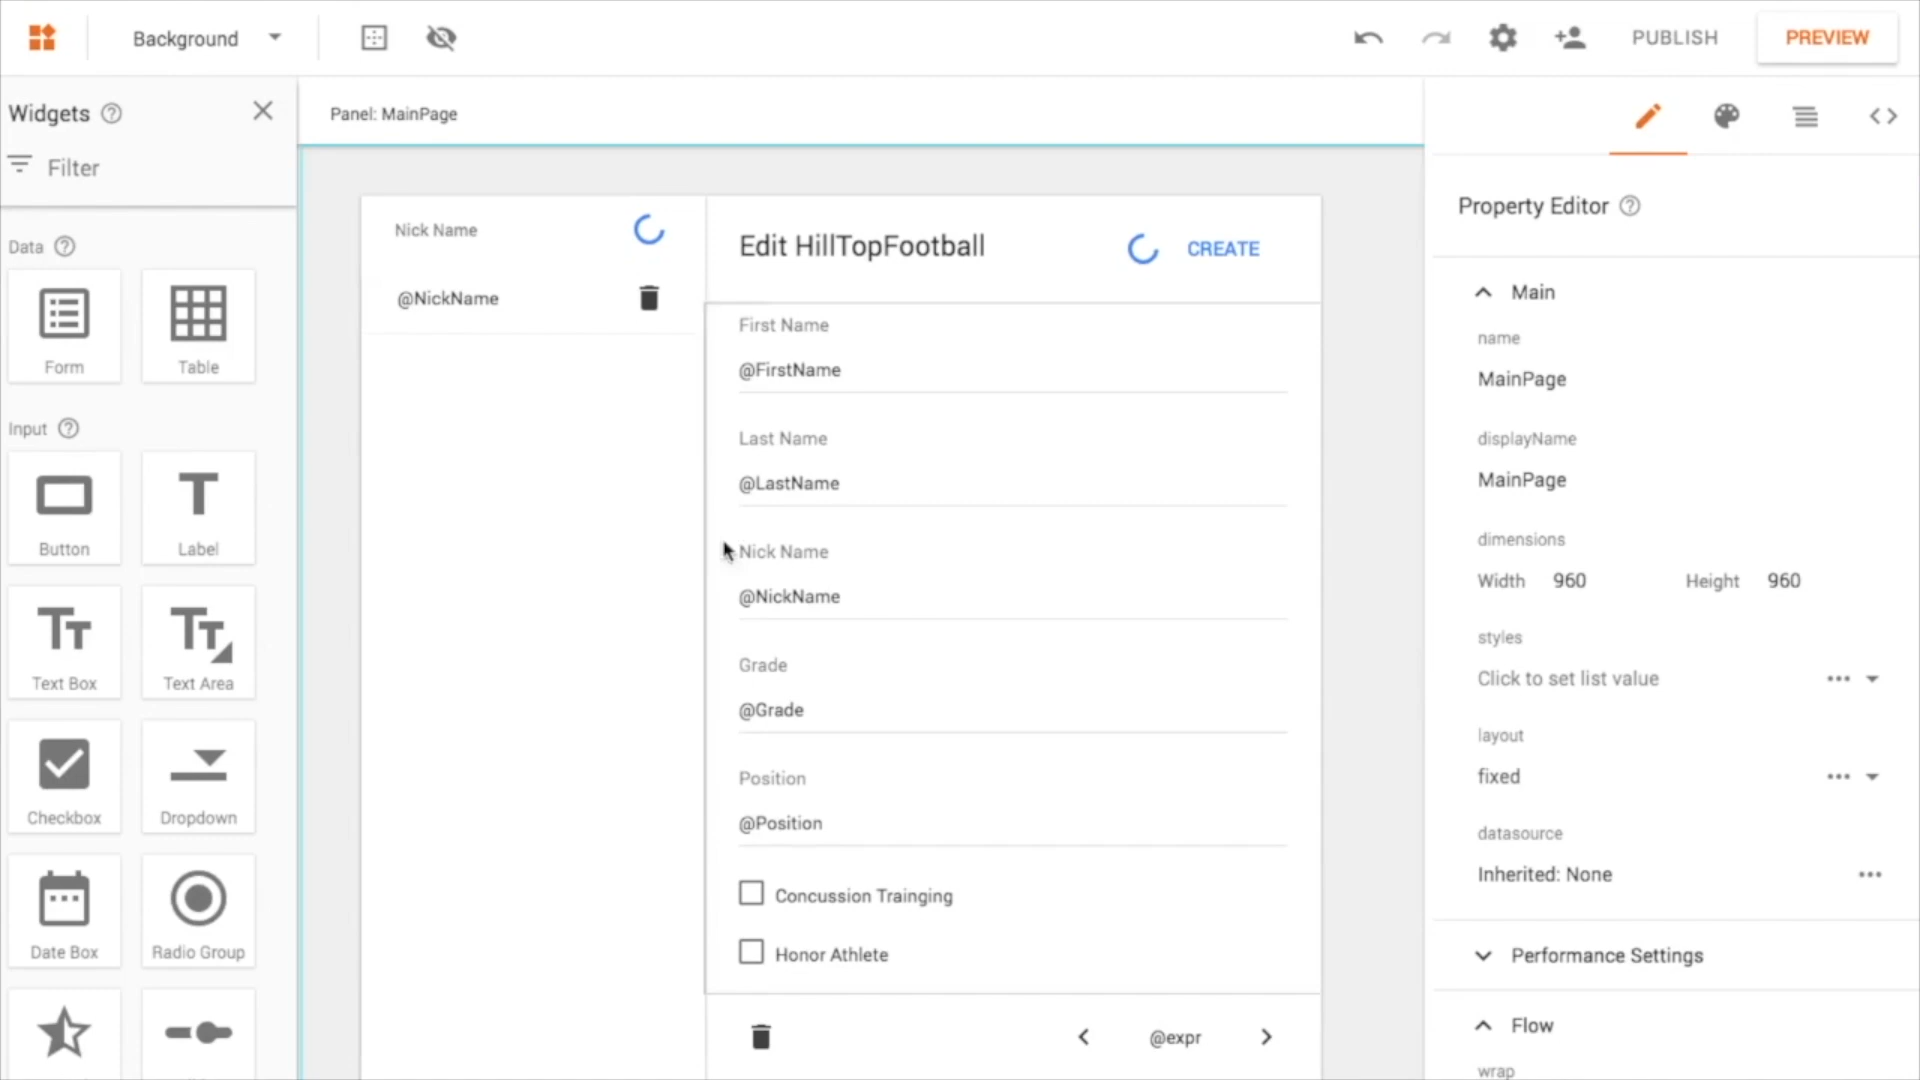 Background
PUBLISH
PREVIEW
Widgets
Filter
Data
Form
Table
Input
Button
Label
Text Box
Text Area
Checkbox
Dropdown
Date Box
Radio Group
Panel: MainPage
Nick Name
@NickName
Edit HillTopFootball
CREATE
First Name
@FirstName
Last Name
@LastName
Nick Name
@NickName
Grade
@Grade
Position
@Position
Concussion Trainging
Honor Athlete
@expr
Property Editor
Main
name
MainPage
displayName
MainPage
dimensions
Width 960 Height 960
styles
Click to set list value
layout
fixed
datasource
Inherited: None
Performance Settings
Flow
wrap